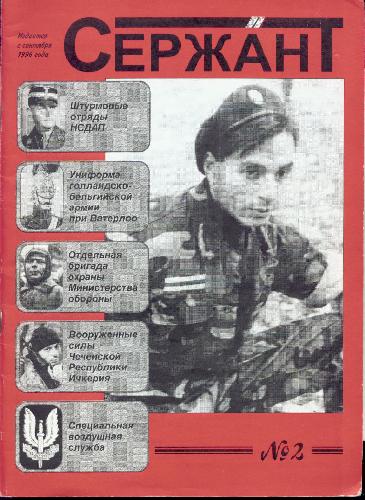 Издается
с сентября
1996 года
СЕРЖАНТ
Штурмовые
отряды
НСДАП
Униформа
голландско-
бельгийской
армии
при Ватерлоо
Отдельная
бригада
охраны
Министерства
обороны
Вооруженные
силы
Чеченской
Республики
Ичкерия
Специальная
воздушная
служба
№2